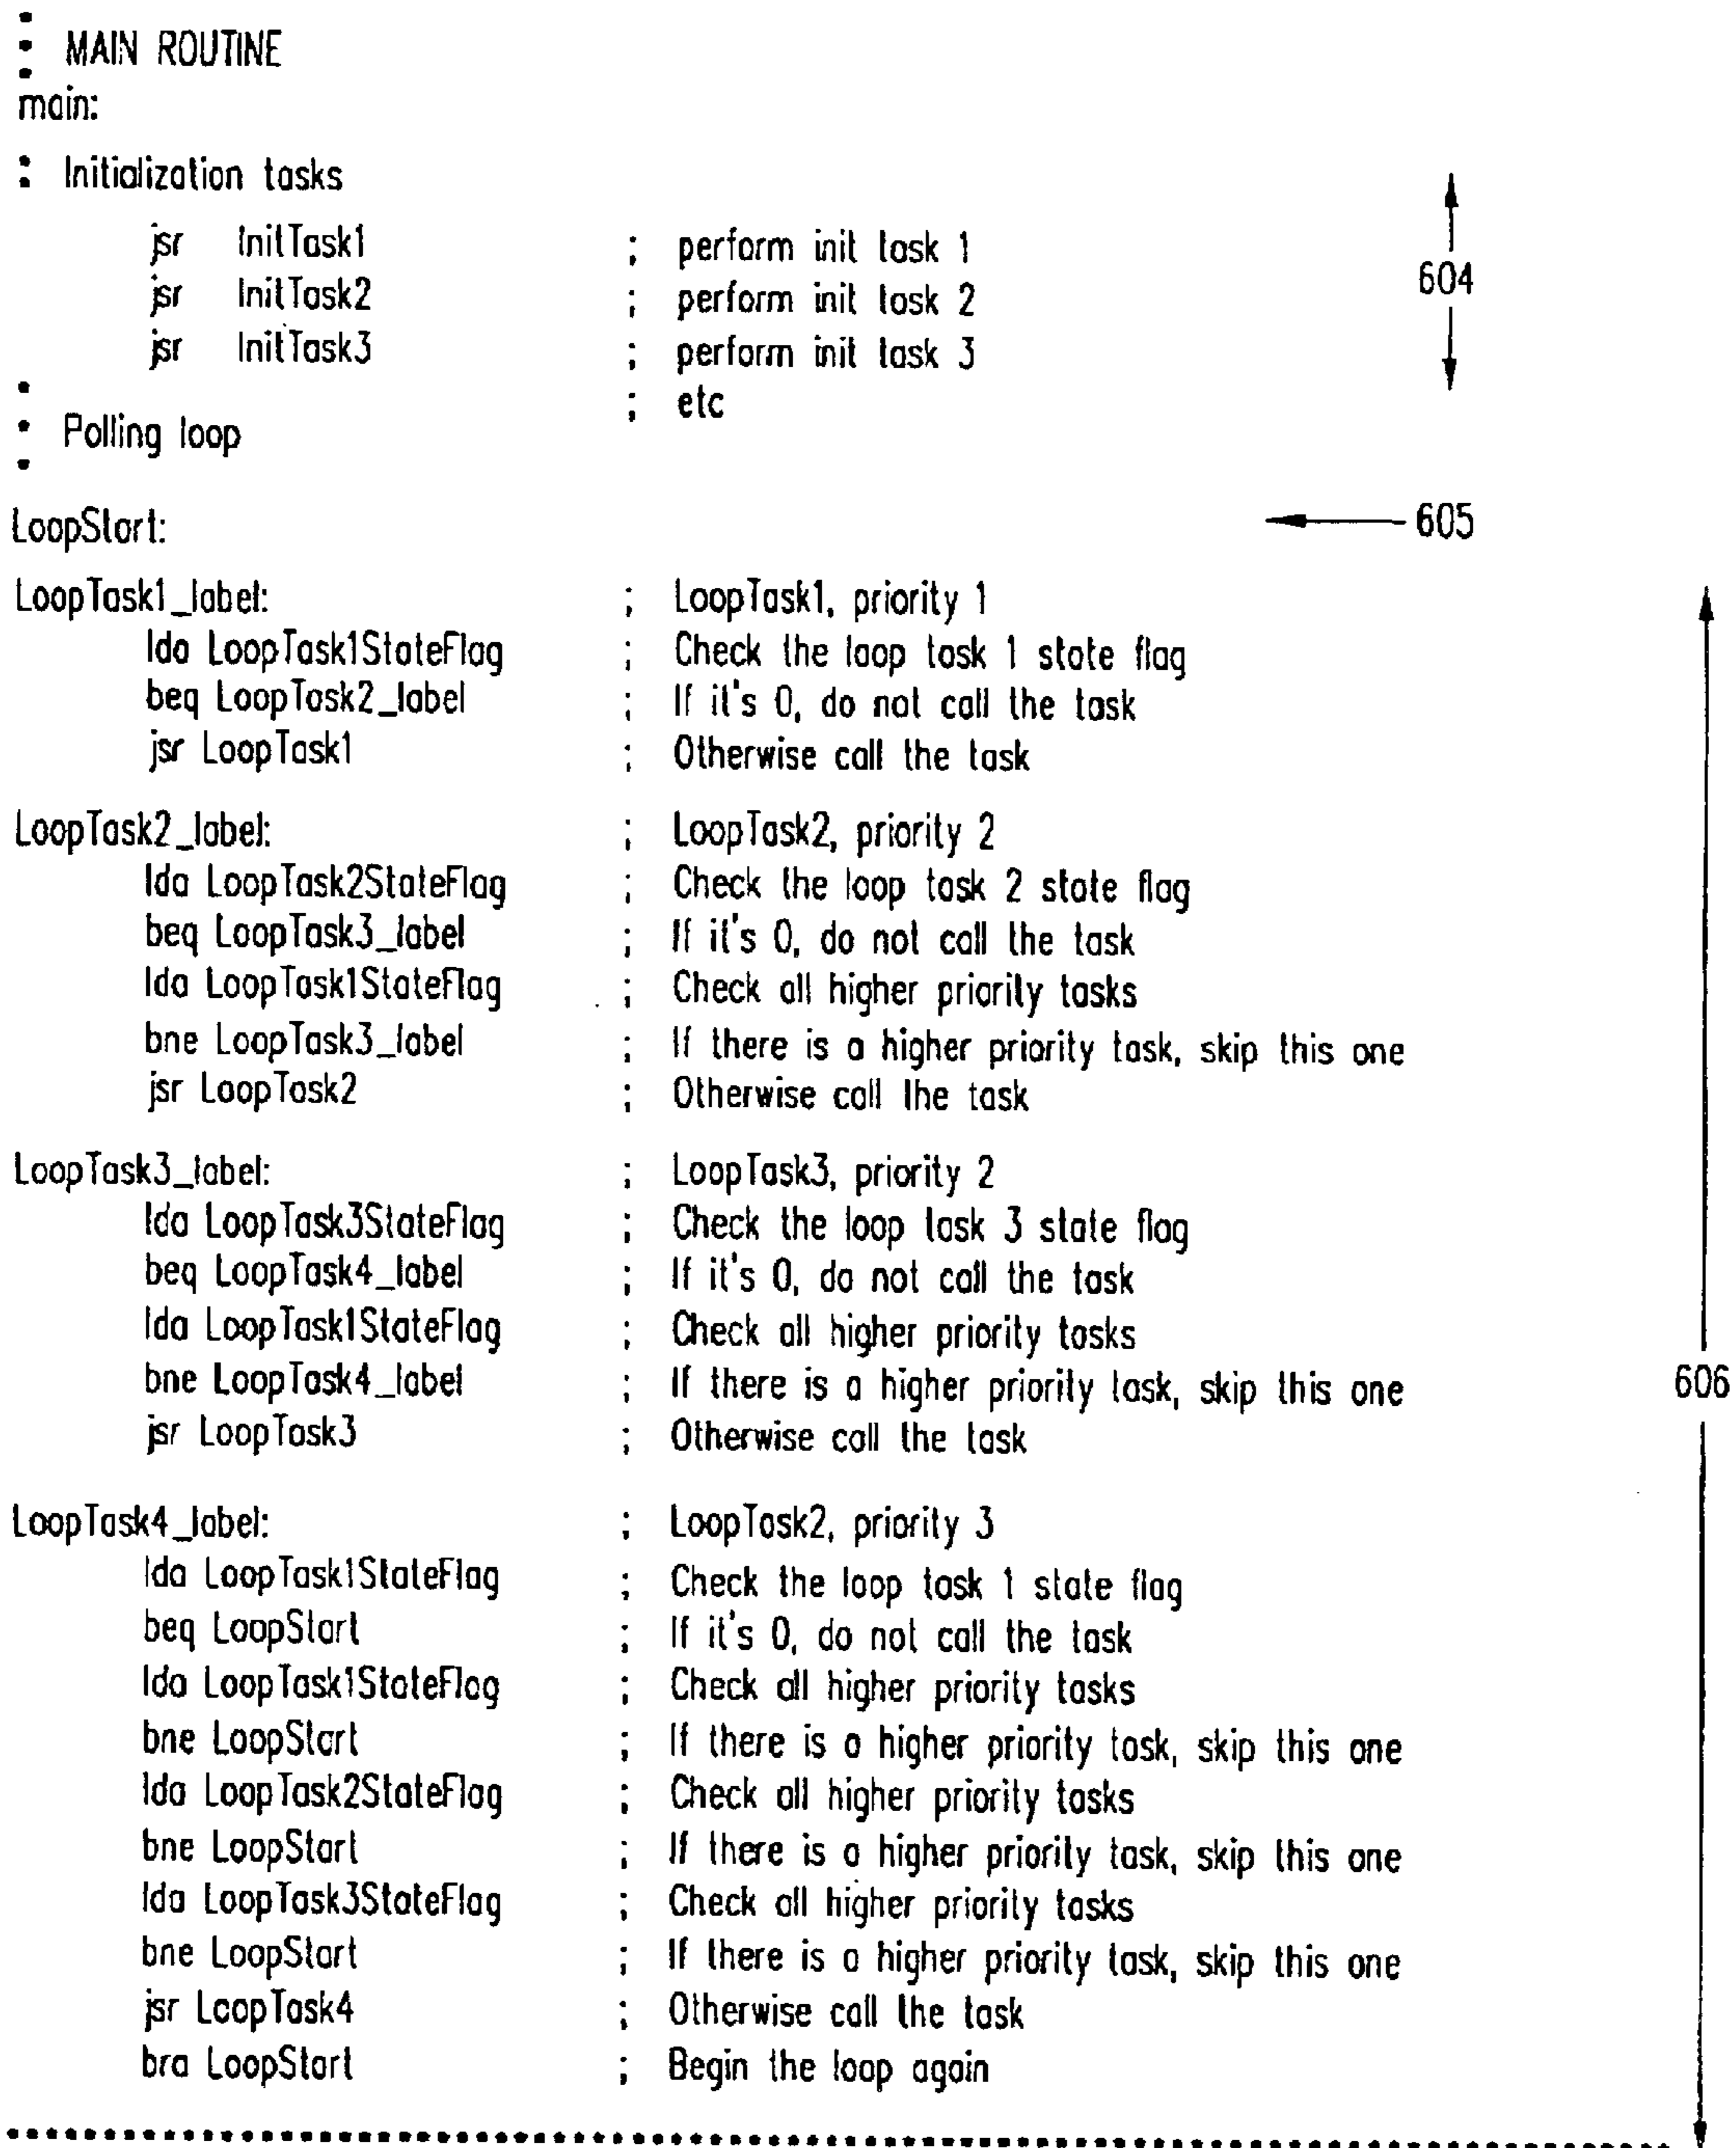 ; MAIN ROUTINE
main:
; Initialization tasks
jsr InitTask1 ; perform init task 1
jsr InitTask2 ; perform init task 2
604
jsr InitTask3 ; perform init task 3
; etc
; Polling loop
LoopStart: 605
LoopTask1_label: ; LoopTask1, priority 1
lda LoopTask1StateFlag ; Check the loop task 1 state flag
beq LoopTask2_label ; If it's 0, do not call the task
jsr LoopTask1 ; Otherwise call the task
LoopTask2_label: ; LoopTask2, priority 2
lda LoopTask2StateFlag ; Check the loop task 2 state flag
beq LoopTask3_label ; If it's 0, do not call the task
lda LoopTask1StateFlag ; Check all higher priority tasks
bne LoopTask3_label ; If there is a higher priority task, skip this one
jsr LoopTask2 ; Otherwise call the task
LoopTask3_label: ; LoopTask3, priority 2
lda LoopTask3StateFlag ; Check the loop task 3 state flag
beq LoopTask4_label ; If it's 0, do not call the task
lda LoopTask1StateFlag ; Check all higher priority tasks
bne LoopTask4_label ; If there is a higher priority task, skip this one
606
jsr LoopTask3 ; Otherwise call the task
LoopTask4_label: ; LoopTask2, priority 3
lda LoopTask1StateFlag ; Check the loop task 1 state flag
beq LoopStart ; If it's 0, do not call the task
lda LoopTask1StateFlag ; Check all higher priority tasks
bne LoopStart ; If there is a higher priority task, skip this one
lda LoopTask2StateFlag ; Check all higher priority tasks
bne LoopStart ; If there is a higher priority task, skip this one
lda LoopTask3StateFlag ; Check all higher priority tasks
bne LoopStart ; If there is a higher priority task, skip this one
jsr LoopTask4 ; Otherwise call the task
bra LoopStart ; Begin the loop again